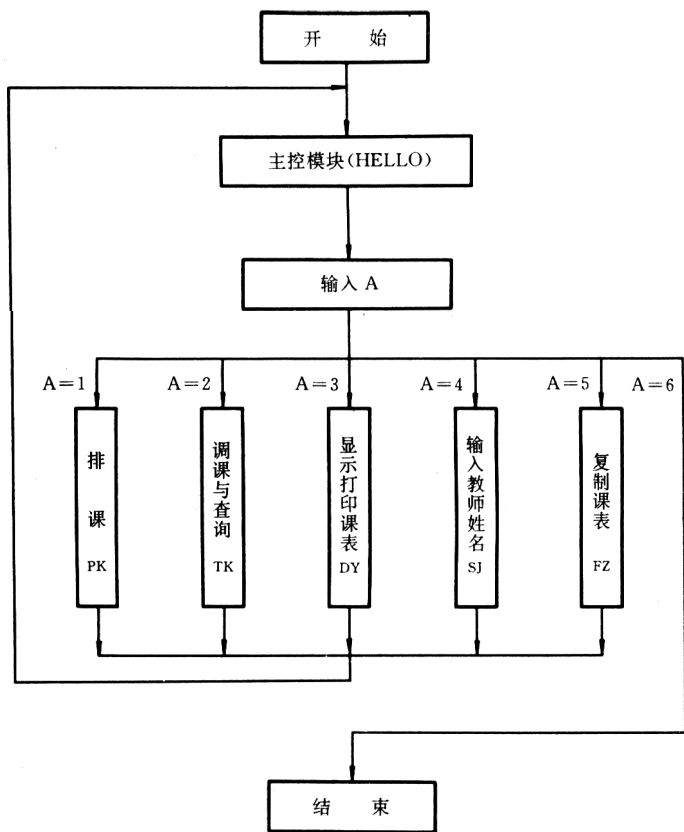 开 始
主控模块(HELLO)
输入 A
A=1
A=2
A=3
A=4
A=5
A=6
排课
PK
调课与查询
TK
显示打印课表
DY
输入教师姓名
SJ
复制课表
FZ
结 束